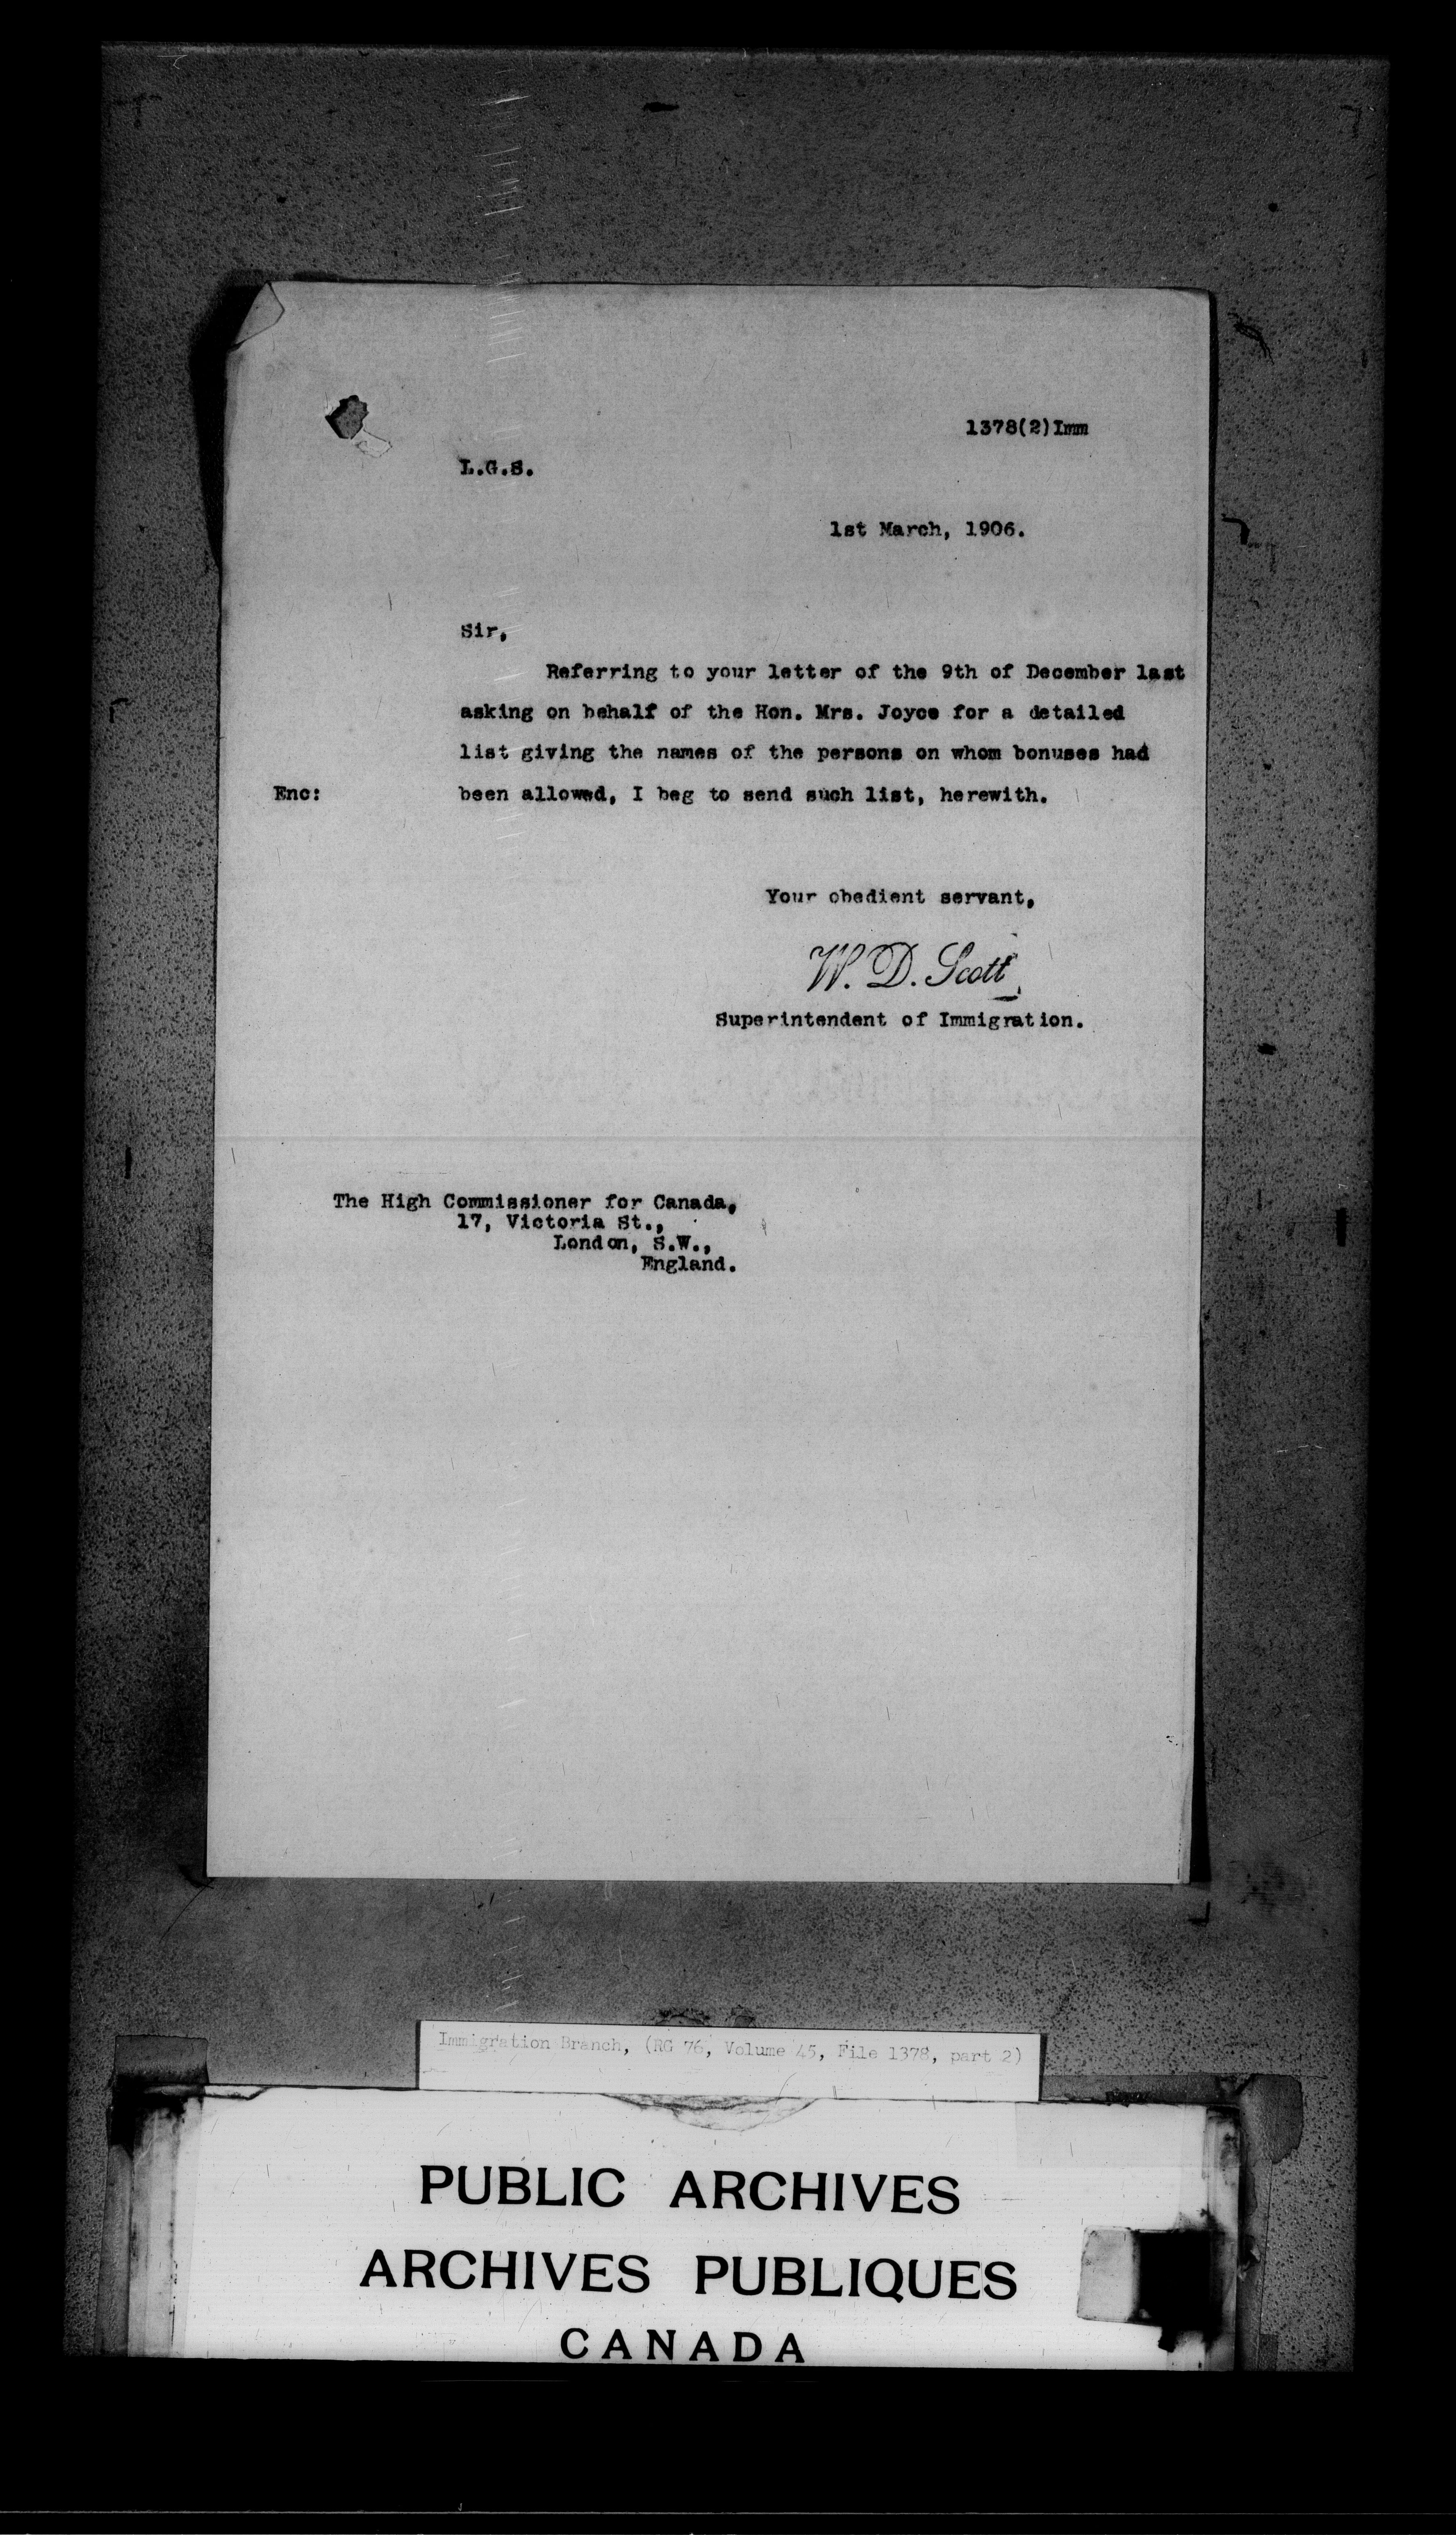 1378(2)Imm
L.G.S.
1st March, 1906.
Sir,
Referring to your letter of the 9th of December last
asking on behalf of the Hon. Mrs. Joyce for a detailed
list giving the names of the persons on whom bonuses had
Enc: been allowed, I beg to send such list, herewith.
Your obedient servant,
W. D. Scott
Superintendent of Immigration.
The High Commissioner for Canada,
17, Victoria St.,
London, S.W.,
England.
Immigration Branch, (RG 76, Volume 45, File 1378, part 2)
PUBLIC ARCHIVES
ARCHIVES PUBLIQUES
CANADA